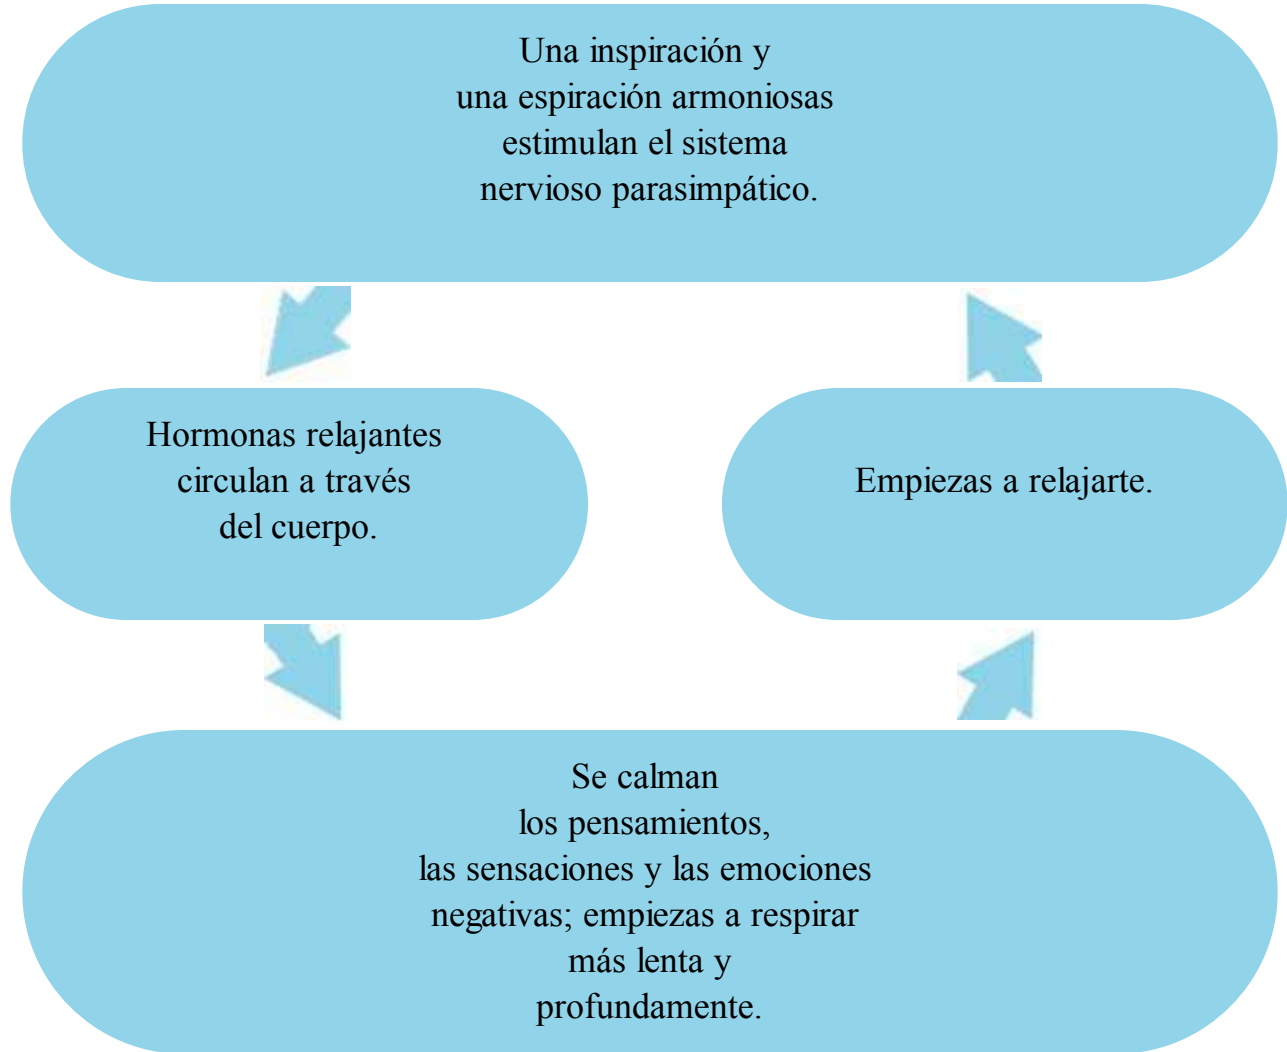 Una inspiración y
una espiración armoniosas
estimulan el sistema
nervioso parasimpático.
Hormonas relajantes
circulan a través
del cuerpo.
Empiezas a relajarte.
Se calman
los pensamientos,
las sensaciones y las emociones
negativas; empiezas a respirar
más lenta y
profundamente.